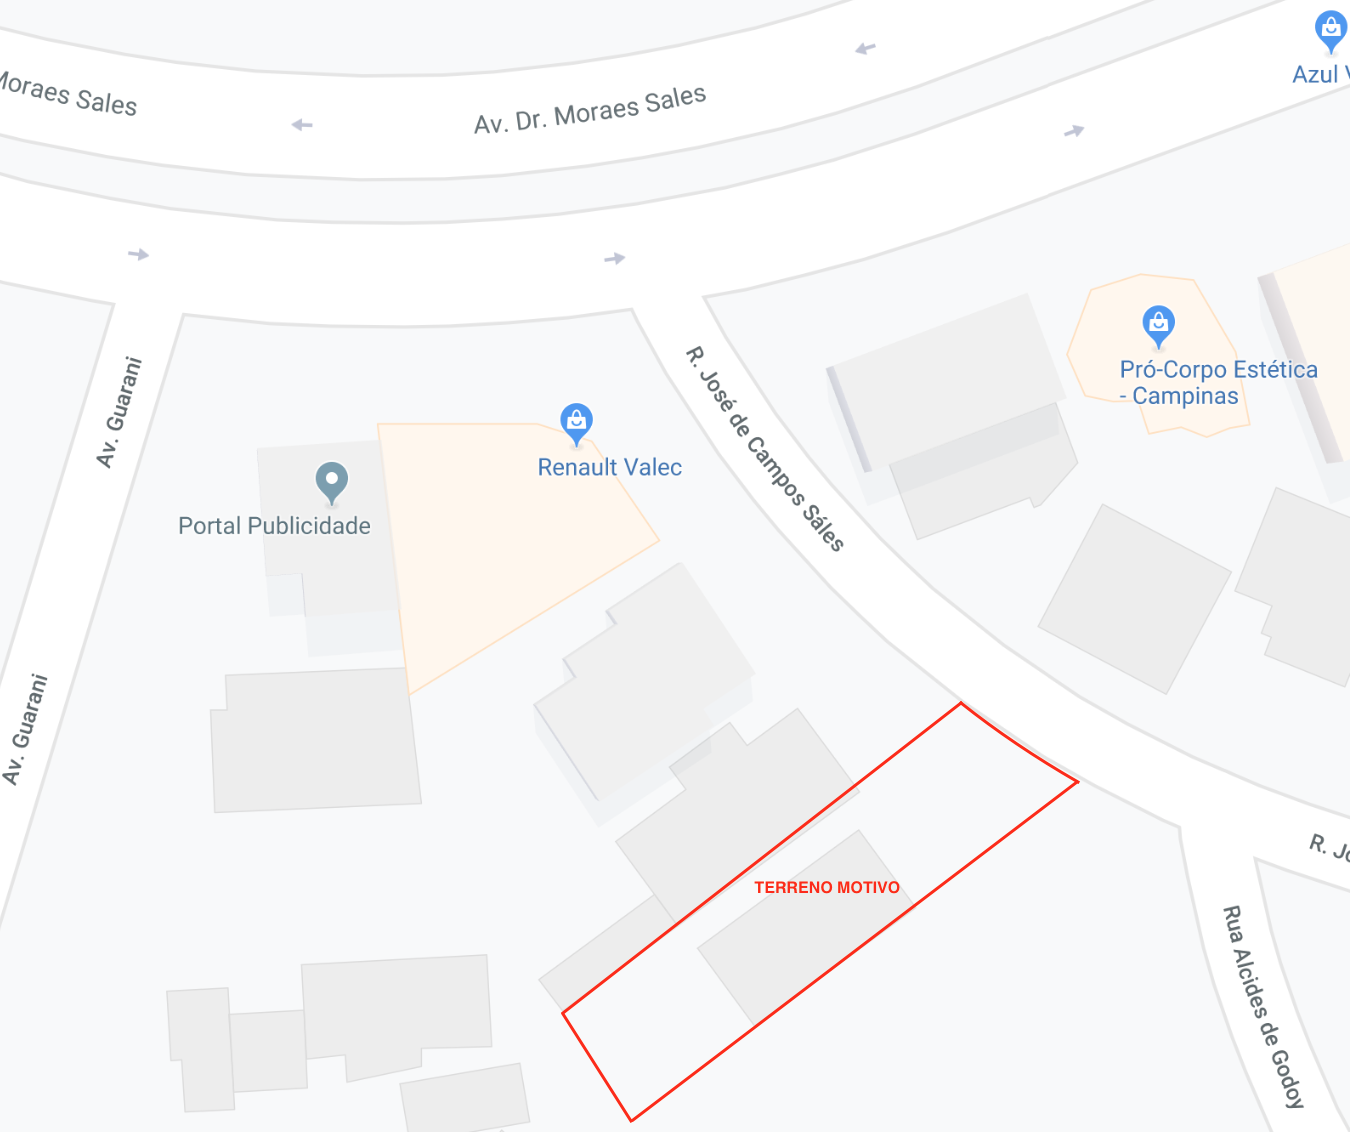 Moraes Sales
Av. Dr. Moraes Sales
Azul V
Av. Guarani
R. José de Campos Sáles
Pró-Corpo Estética
- Campinas
Renault Valec
Portal Publicidade
Av. Guarani
TERRENO MOTIVO
R. Jo
Rua Alcides de Godoy